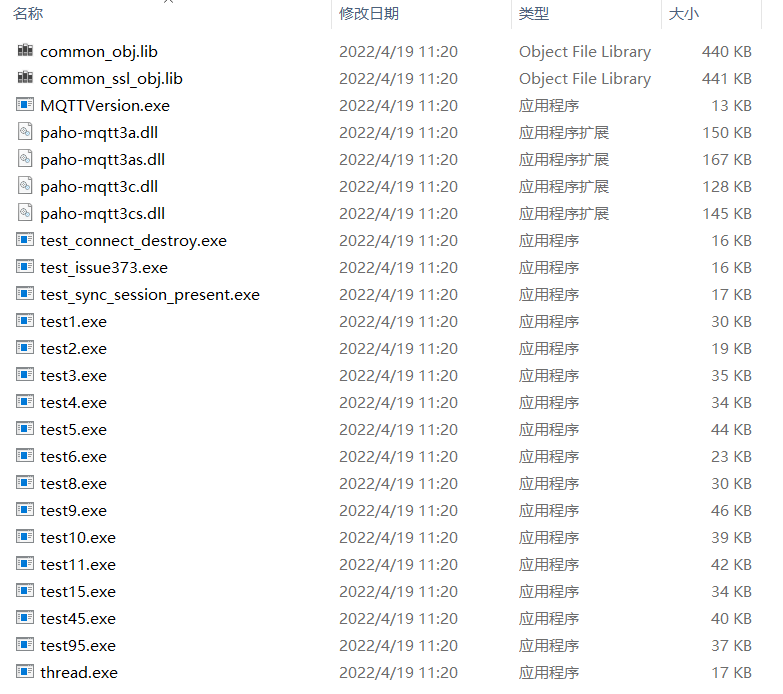 名称 修改日期 类型 大小
common_obj.lib 2022/4/19 11:20 Object File Library 440 KB
common_ssl_obj.lib 2022/4/19 11:20 Object File Library 441 KB
MQTTVersion.exe 2022/4/19 11:20 应用程序 13 KB
paho-mqtt3a.dll 2022/4/19 11:20 应用程序扩展 150 KB
paho-mqtt3as.dll 2022/4/19 11:20 应用程序扩展 167 KB
paho-mqtt3c.dll 2022/4/19 11:20 应用程序扩展 128 KB
paho-mqtt3cs.dll 2022/4/19 11:20 应用程序扩展 145 KB
test_connect_destroy.exe 2022/4/19 11:20 应用程序 16 KB
test_issue373.exe 2022/4/19 11:20 应用程序 16 KB
test_sync_session_present.exe 2022/4/19 11:20 应用程序 17 KB
test1.exe 2022/4/19 11:20 应用程序 30 KB
test2.exe 2022/4/19 11:20 应用程序 19 KB
test3.exe 2022/4/19 11:20 应用程序 35 KB
test4.exe 2022/4/19 11:20 应用程序 34 KB
test5.exe 2022/4/19 11:20 应用程序 44 KB
test6.exe 2022/4/19 11:20 应用程序 23 KB
test8.exe 2022/4/19 11:20 应用程序 30 KB
test9.exe 2022/4/19 11:20 应用程序 46 KB
test10.exe 2022/4/19 11:20 应用程序 39 KB
test11.exe 2022/4/19 11:20 应用程序 42 KB
test15.exe 2022/4/19 11:20 应用程序 34 KB
test45.exe 2022/4/19 11:20 应用程序 40 KB
test95.exe 2022/4/19 11:20 应用程序 37 KB
thread.exe 2022/4/19 11:20 应用程序 17 KB